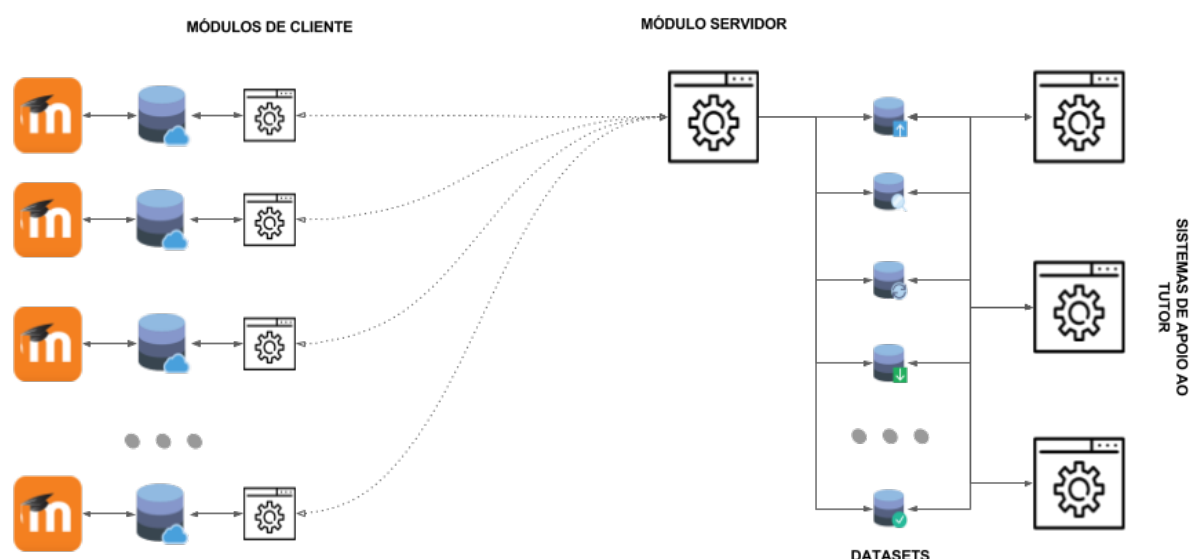 MÓDULOS DE CLIENTE
MÓDULO SERVIDOR
m
m
m
m
SISTEMAS DE APOIO AO
TUTOR
DATASETS